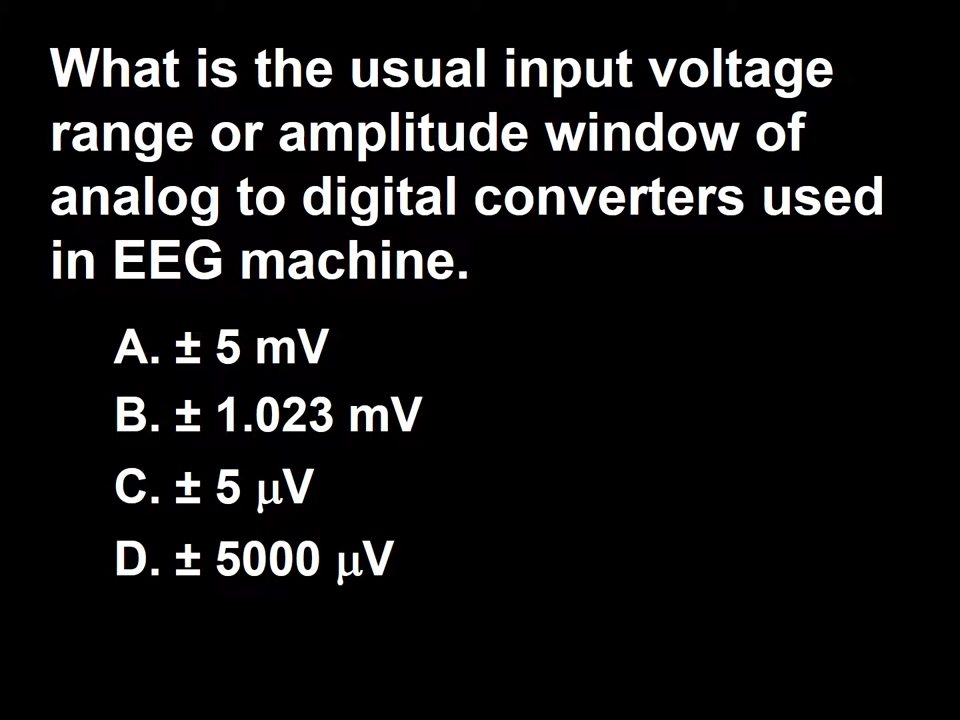 What is the usual input voltage
range or amplitude window of
analog to digital converters used
in EEG machine.
A. ± 5 mV
B. ± 1.023 mV
C. ± 5 μV
D. ± 5000 μV